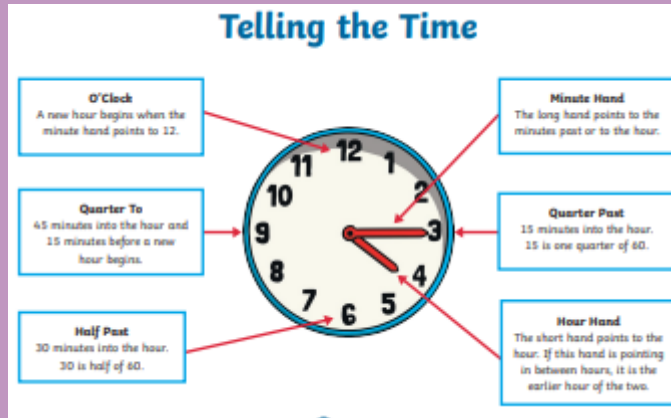 Telling the Time
O'Clock
A new hour begins when the
minute hand points to 12.
Minute Hand
The long hand points to the
minutes past or to the hour.
Quarter To
45 minutes into the hour and
15 minutes before a new
hour begins.
Quarter Past
15 minutes into the hour.
15 is one quarter of 60.
Half Past
30 minutes into the hour.
30 is half of 60.
Hour Hand
The short hand points to the
hour. If this hand is pointing
in between hours, it is the
earlier hour of the two.
12
1
2
3
4
5
6
7
8
9
10
11